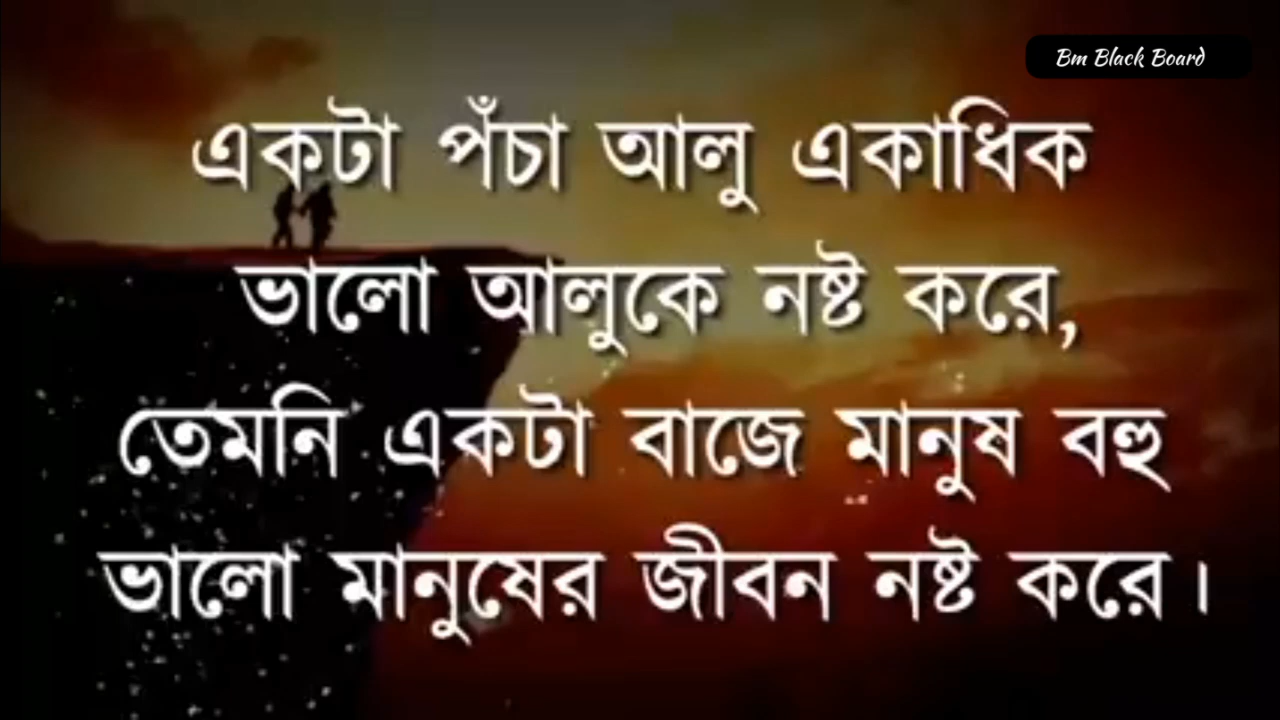 Bm Black Board
একটা পঁচা আলু একাধিক
ভালো আলুকে নষ্ট করে,
তেমনি একটা বাজে মানুষ বহু
ভালো মানুষের জীবন নষ্ট করে।